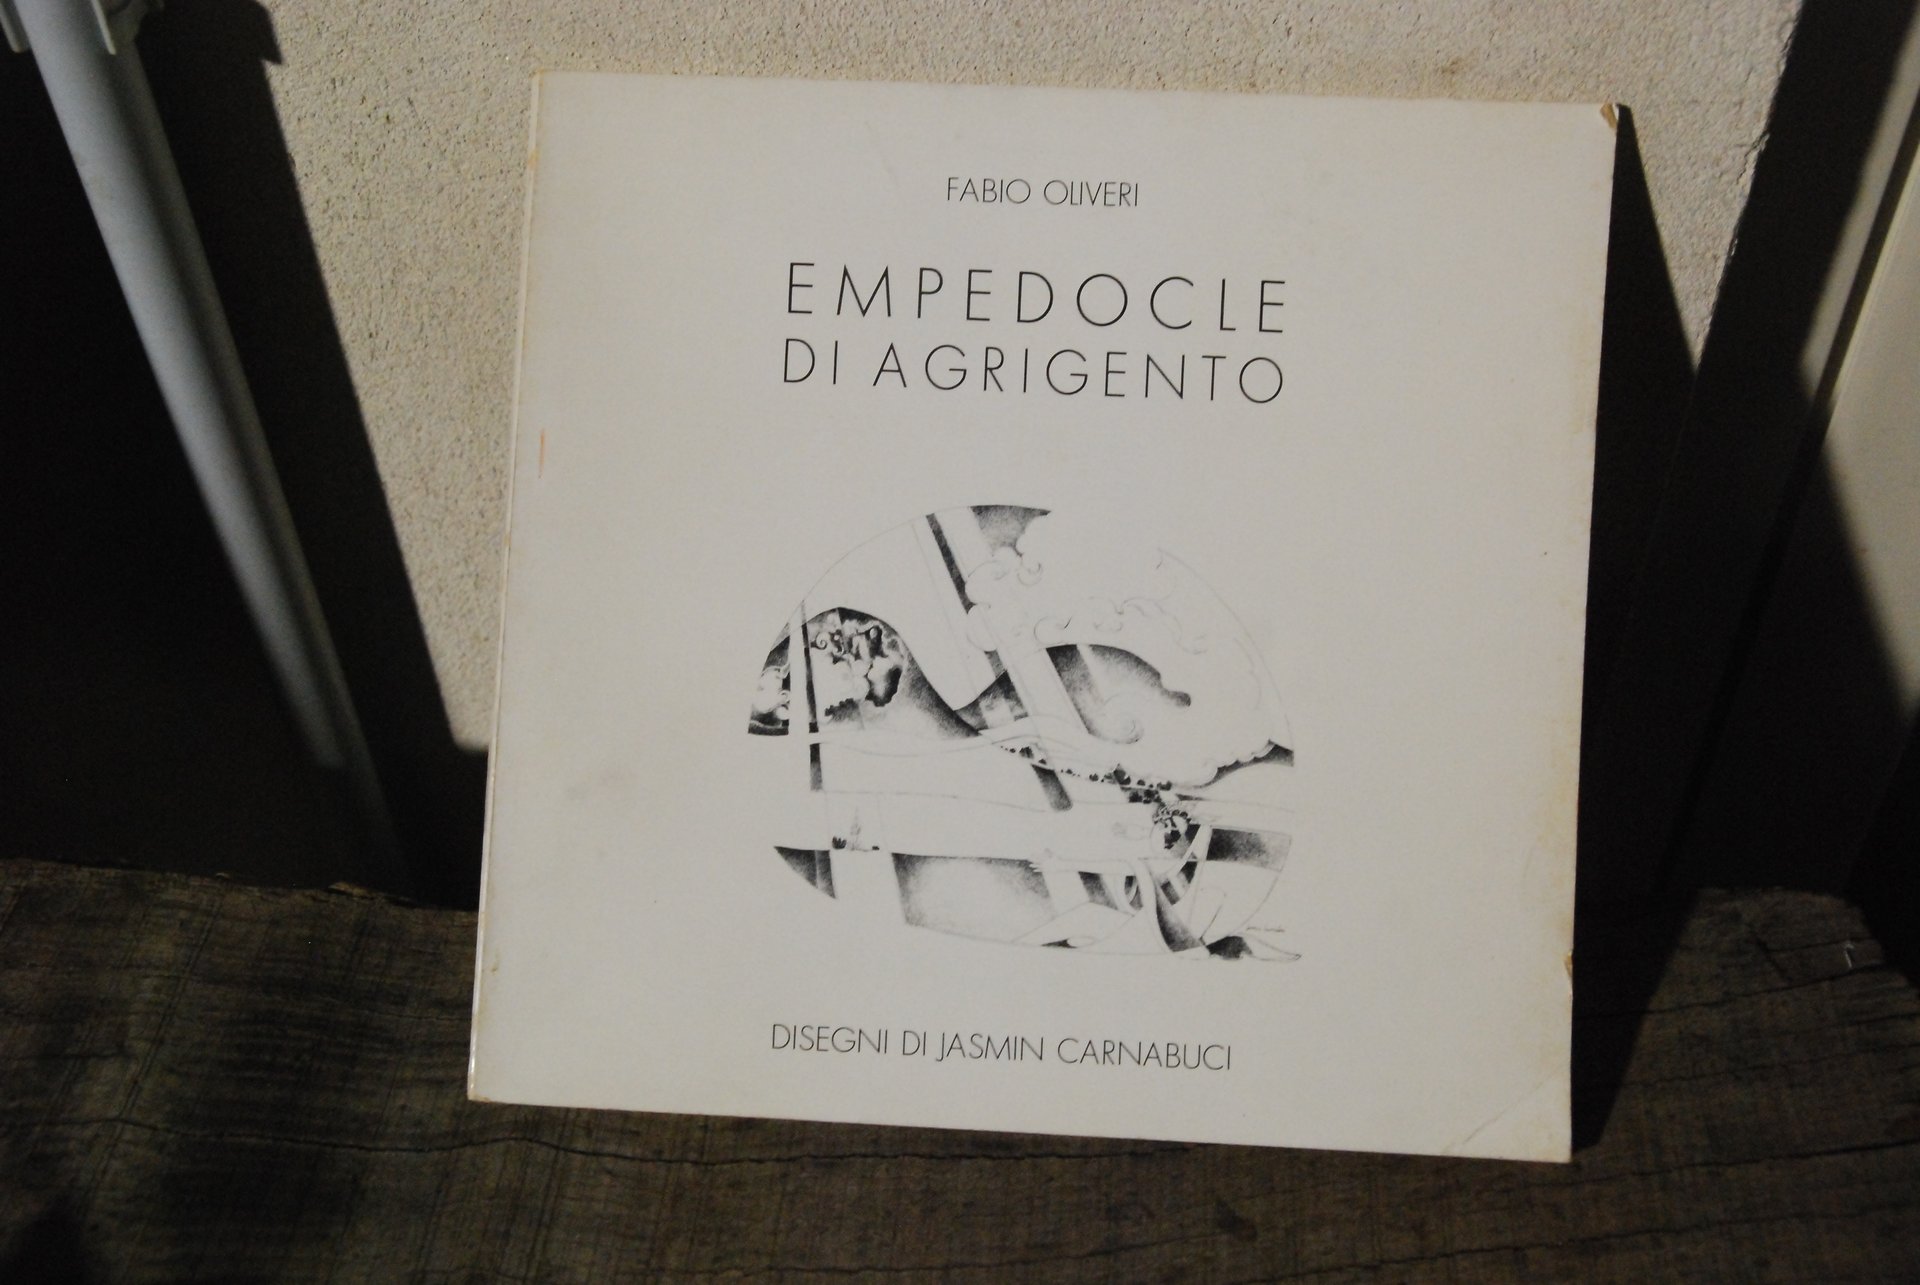 FABIO OLIVERI
EMPEDOCLE
DI AGRIGENTO
DISEGNI DI JASMIN CARNABUCI